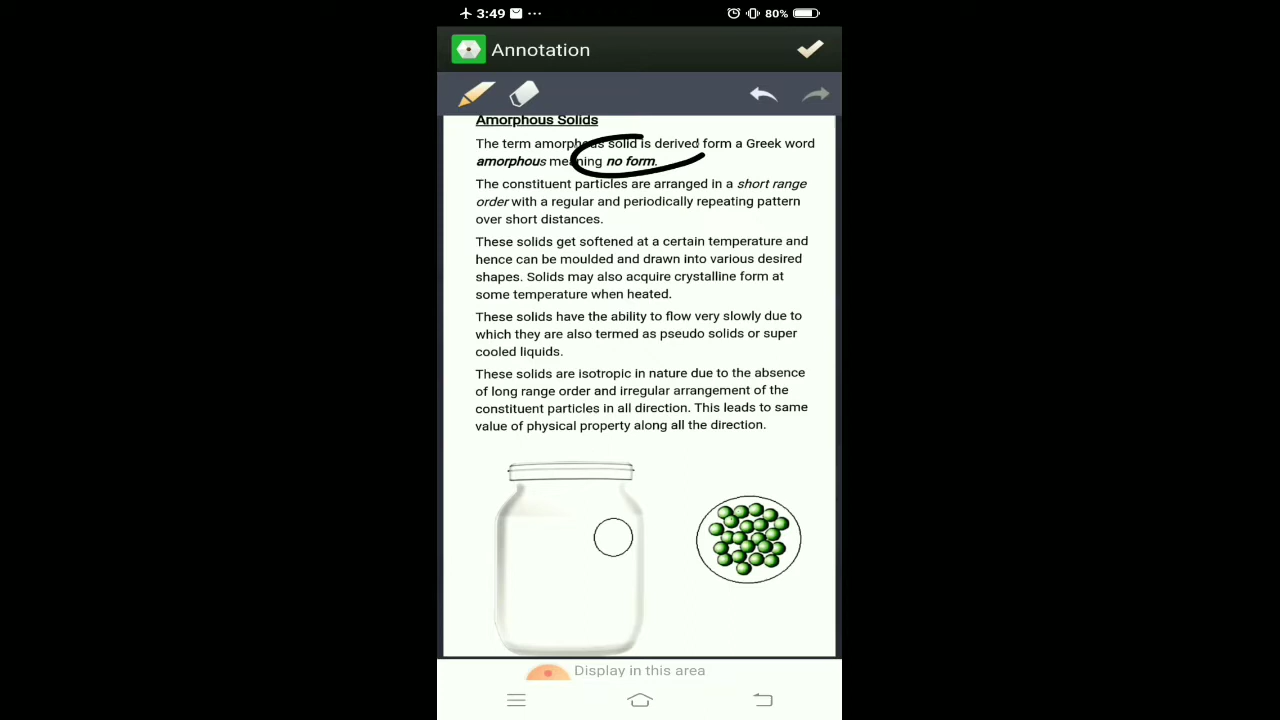 3:49 ... 80%
Annotation
Amorphous Solids
The term amorphous solid is derived form a Greek word
amorphous meaning no form.
The constituent particles are arranged in a short range
order with a regular and periodically repeating pattern
over short distances.
These solids get softened at a certain temperature and
hence can be moulded and drawn into various desired
shapes. Solids may also acquire crystalline form at
some temperature when heated.
These solids have the ability to flow very slowly due to
which they are also termed as pseudo solids or super
cooled liquids.
These solids are isotropic in nature due to the absence
of long range order and irregular arrangement of the
constituent particles in all direction. This leads to same
value of physical property along all the direction.
Display in this area